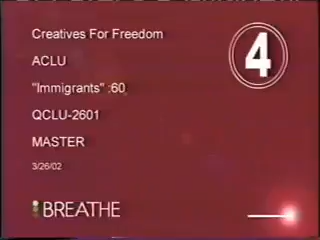 Creatives For Freedom
4
ACLU
"Immigrants" :60
QCLU-2601
MASTER
3/26/02
BREATHE